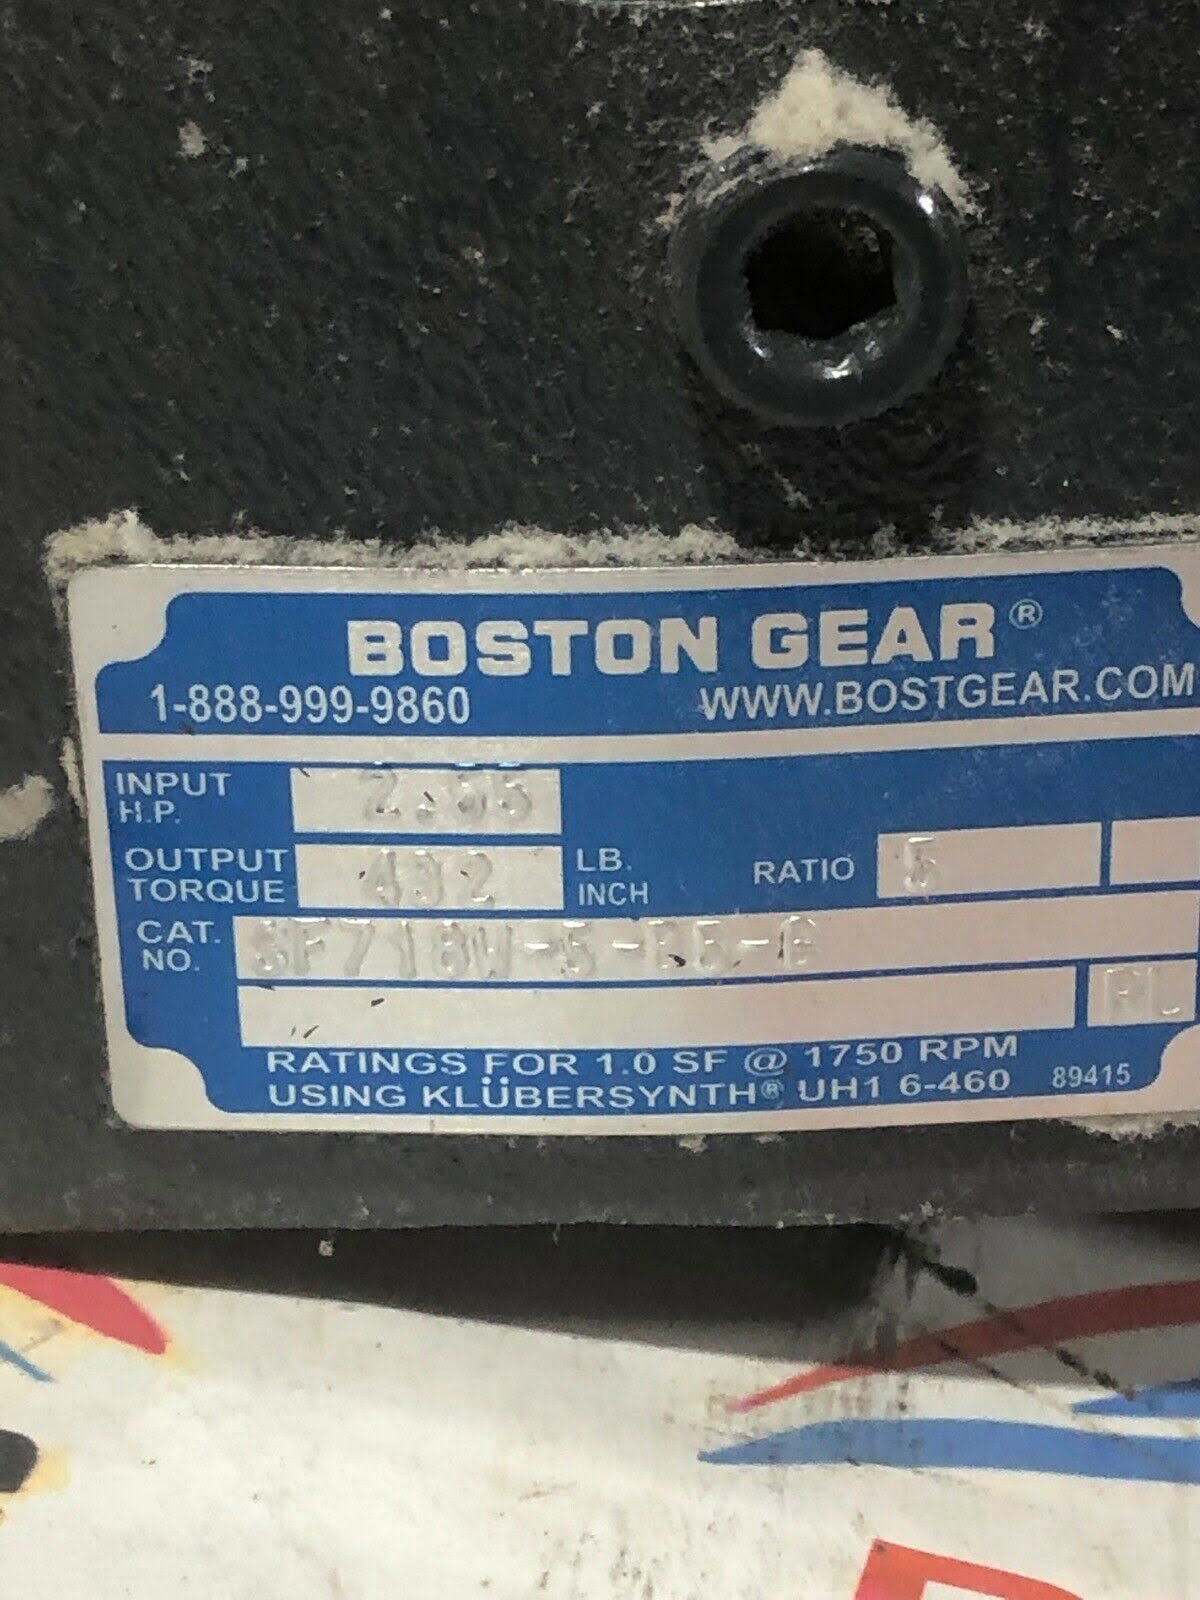 BOSTON GEAR®
1-888-999-9860 WWW.BOSTGEAR.COM
INPUT
H.P.
OUTPUT 432 LB.
TORQUE INCH
RATIO 5
CAT.
NO.
RATINGS FOR 1.0 SF @ 1750 RPM
USING KLÜBERSYNTH® UH1 6-460 89415